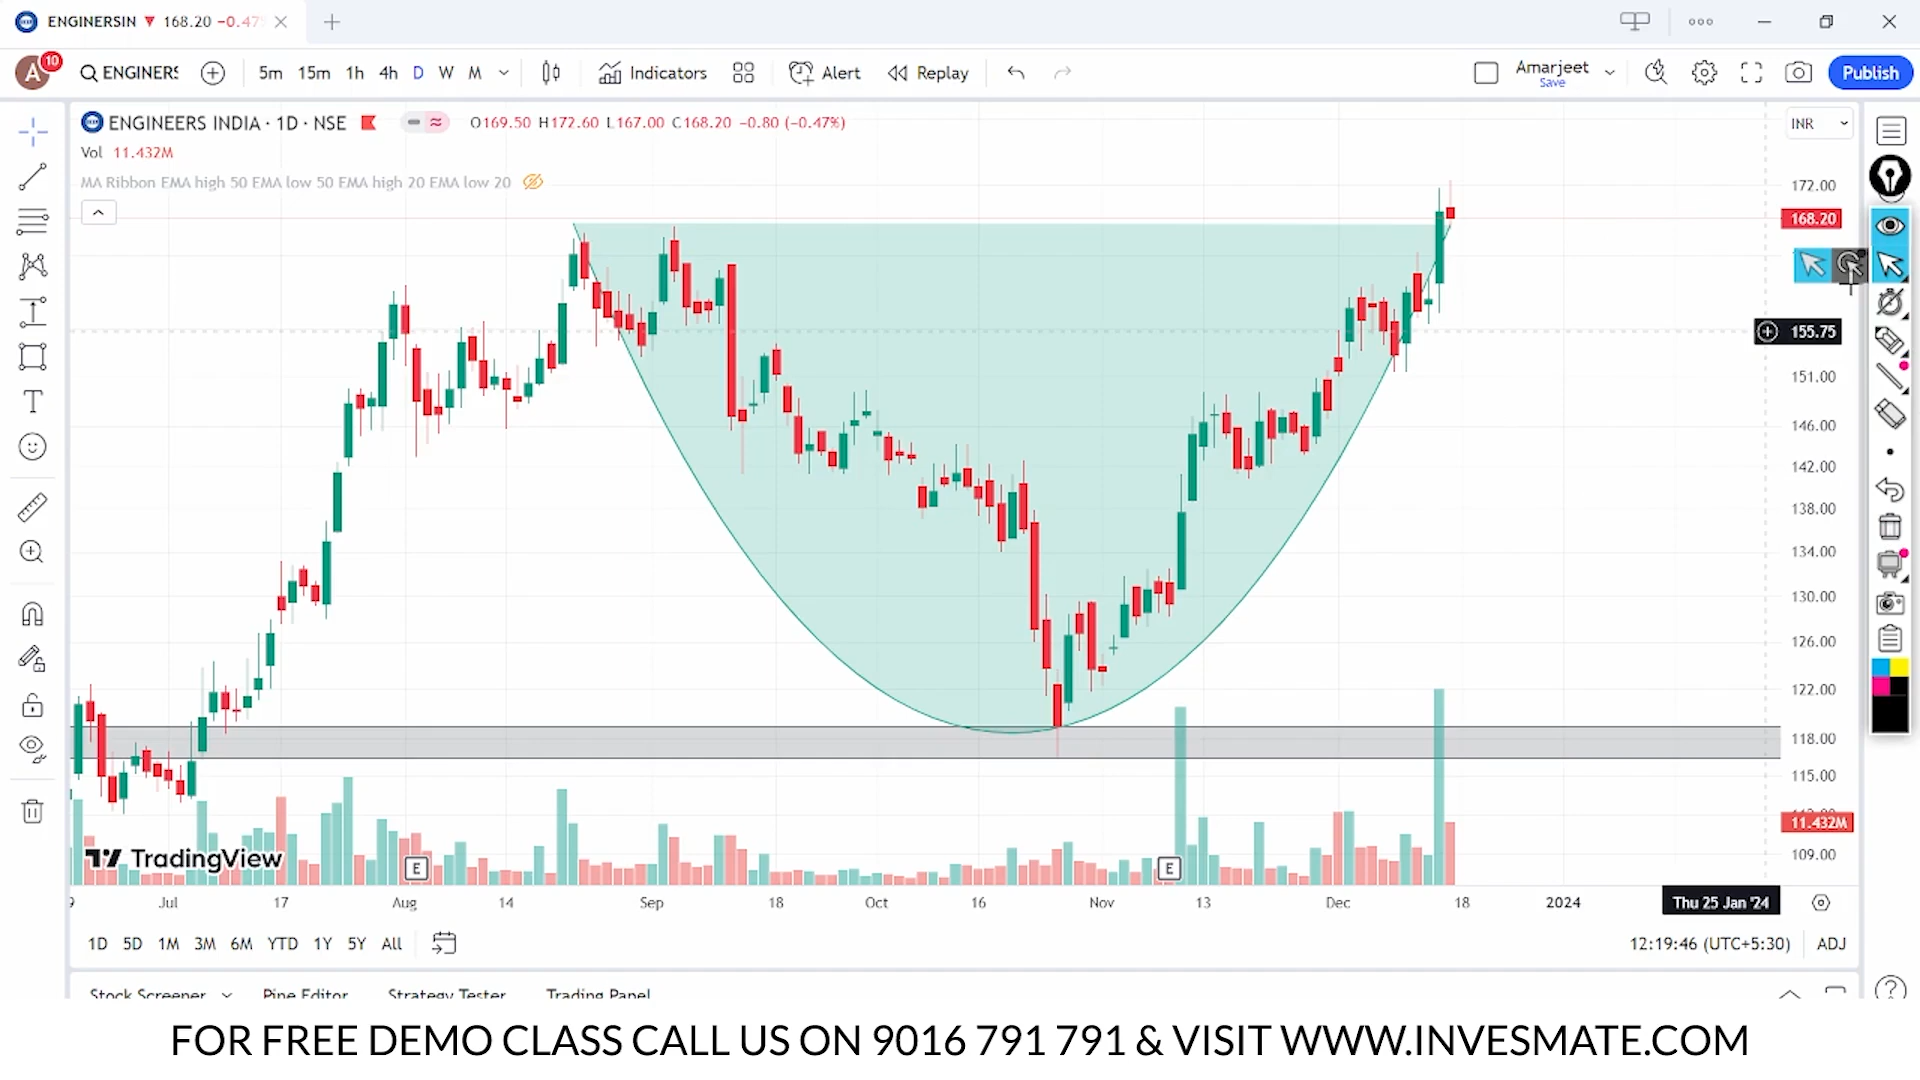 ENGINERSIN ▼ 168.20 −0.47
A 10 ENGINERS 5m 15m 1h 4h D W M Indicators Alert Replay Amarjeet Save Publish
ENGINEERS INDIA · 1D · NSE O169.50 H172.60 L167.00 C168.20 −0.80 (−0.47%) INR
Vol 11.432M
MA Ribbon EMA high 50 EMA low 50 EMA high 20 EMA low 20
172.00
168.20
155.75
151.00
146.00
142.00
138.00
134.00
130.00
126.00
122.00
118.00
115.00
11.432M
109.00
TradingView
E E
9 Jul 17 Aug 14 Sep 18 Oct 16 Nov 13 Dec 18 2024 Thu 25 Jan '24
1D 5D 1M 3M 6M YTD 1Y 5Y All 12:19:46 (UTC+5:30) ADJ
Stock Screener Pine Editor Strategy Tester Trading Panel
FOR FREE DEMO CLASS CALL US ON 9016 791 791 & VISIT WWW.INVESMATE.COM